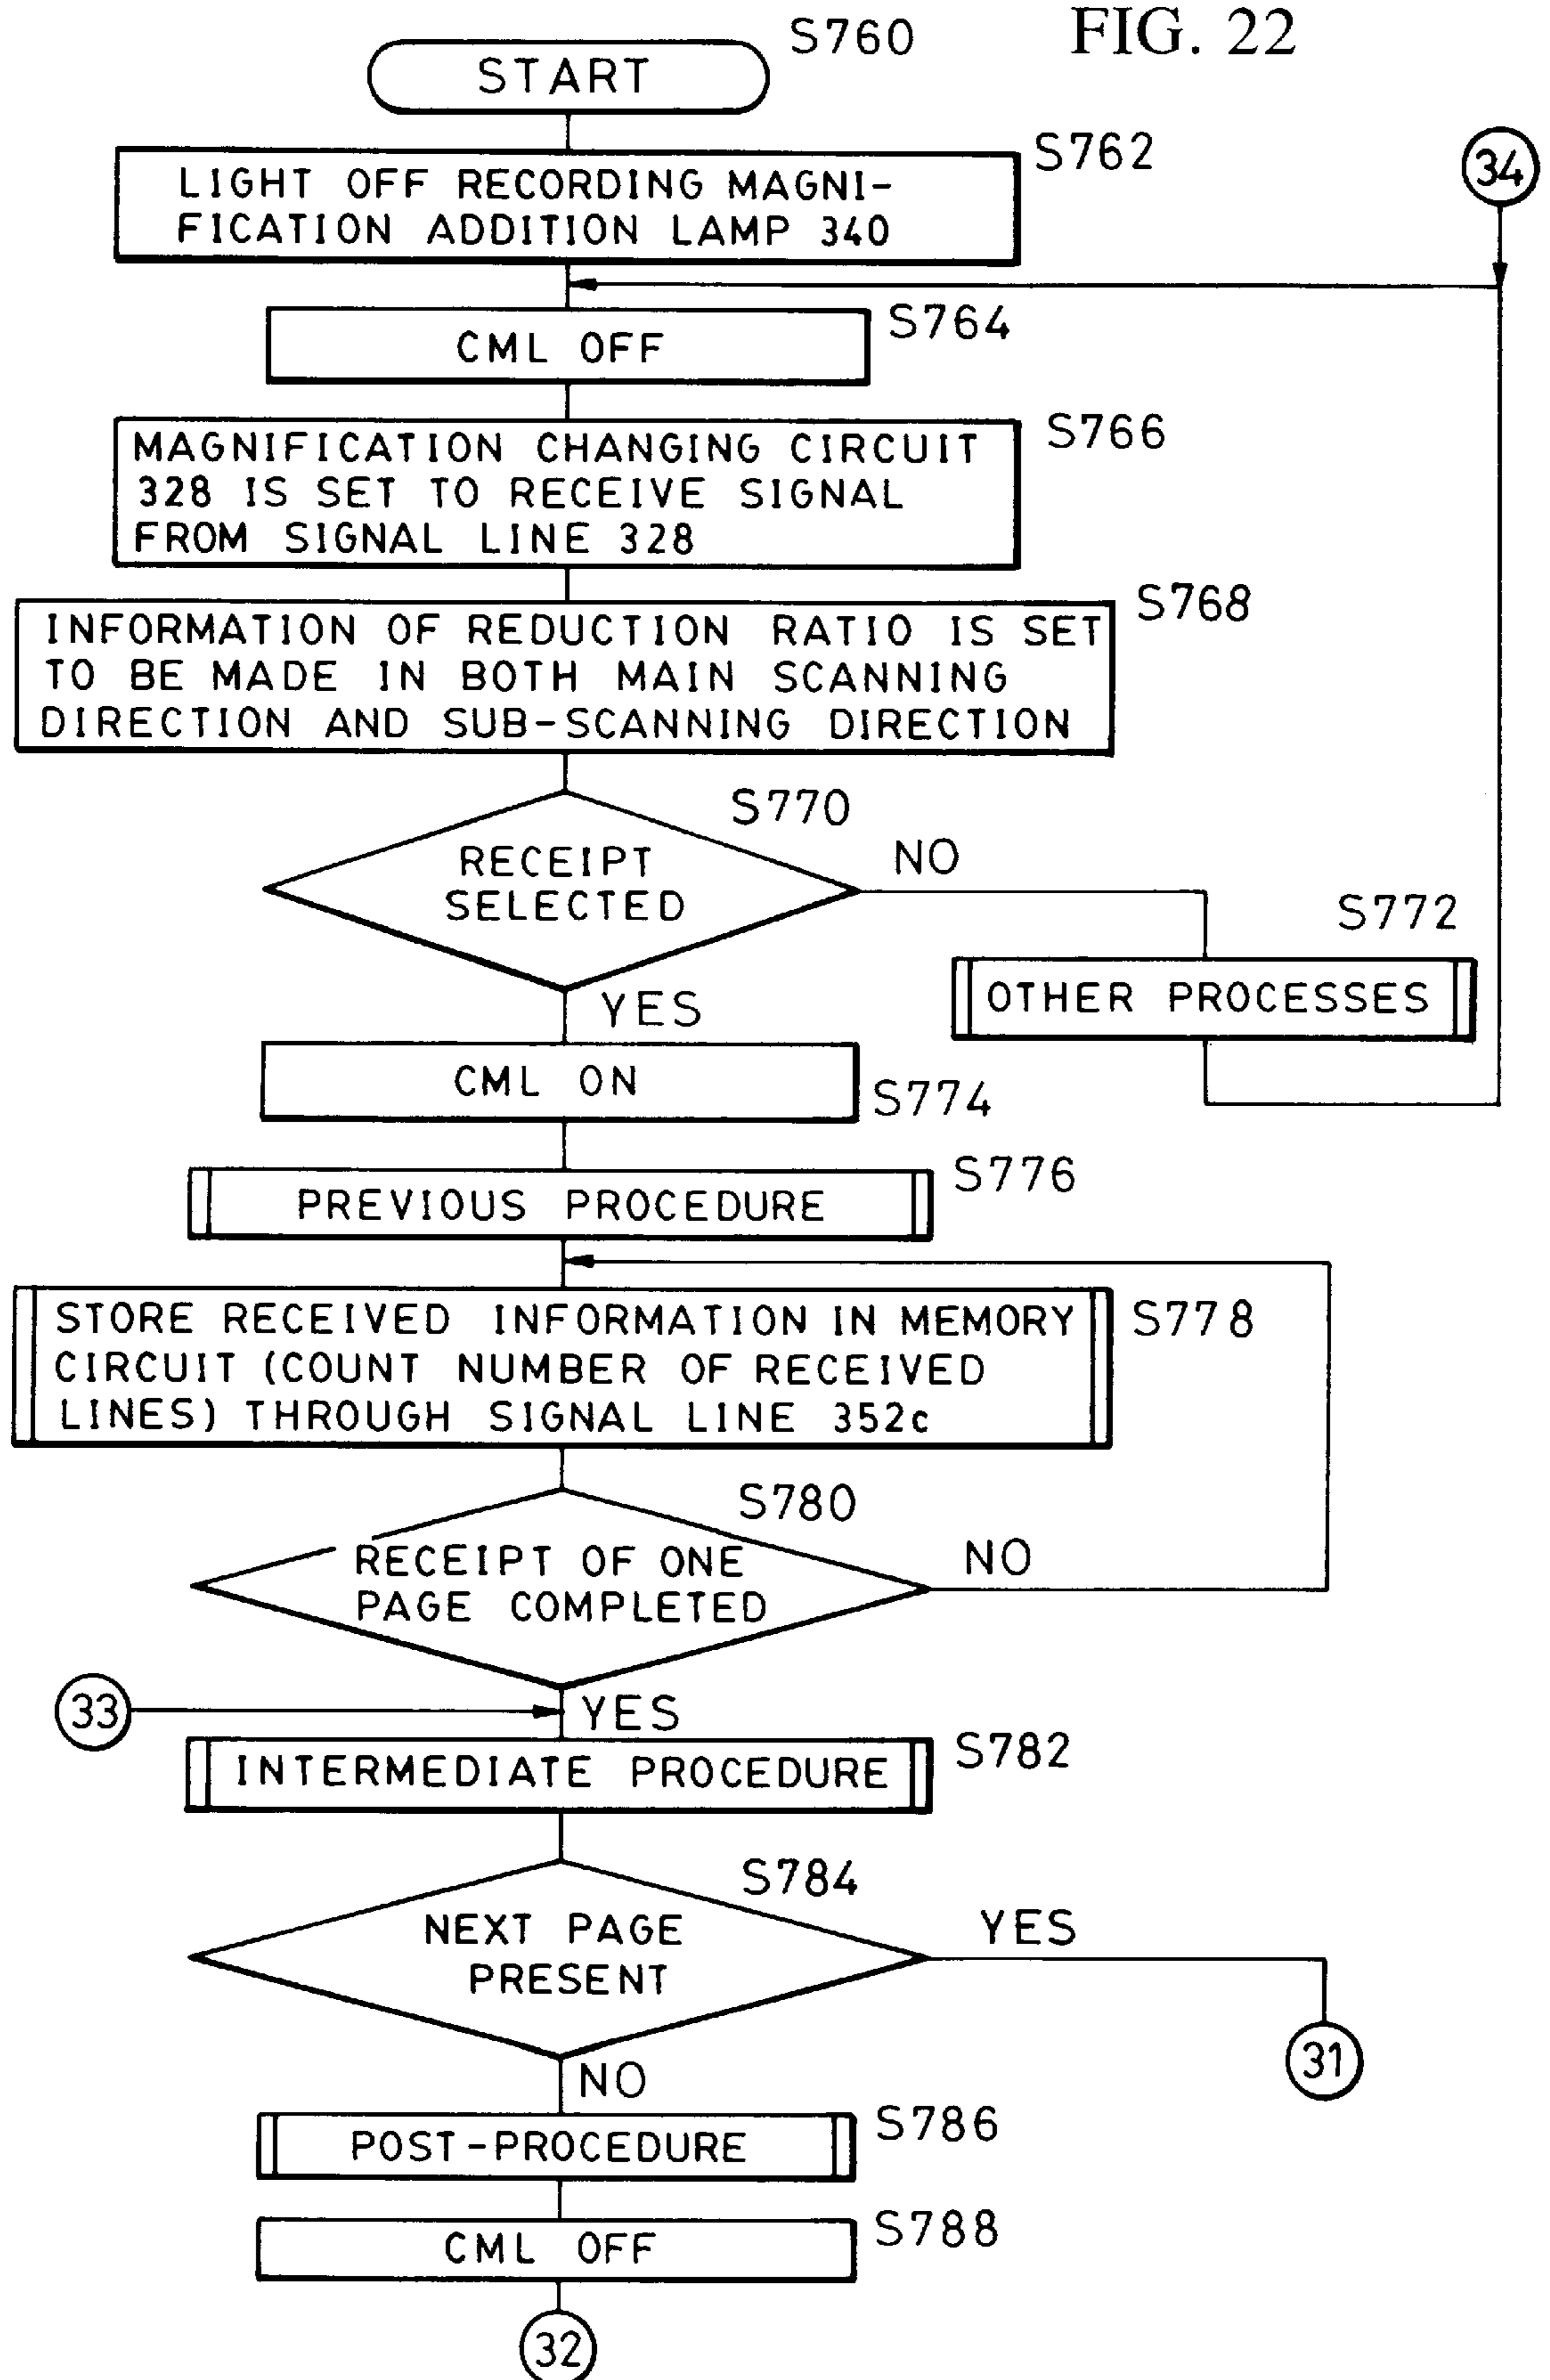 FIG. 22
S760
START
S762
LIGHT OFF RECORDING MAGNI-
FICATION ADDITION LAMP 340
34
S764
CML OFF
S766
MAGNIFICATION CHANGING CIRCUIT
328 IS SET TO RECEIVE SIGNAL
FROM SIGNAL LINE 328
S768
INFORMATION OF REDUCTION RATIO IS SET
TO BE MADE IN BOTH MAIN SCANNING
DIRECTION AND SUB-SCANNING DIRECTION
S770
RECEIPT
SELECTED
NO
S772
OTHER PROCESSES
YES
CML ON
S774
S776
PREVIOUS PROCEDURE
STORE RECEIVED INFORMATION IN MEMORY
CIRCUIT (COUNT NUMBER OF RECEIVED
LINES) THROUGH SIGNAL LINE 352c
S778
S780
RECEIPT OF ONE
PAGE COMPLETED
NO
33
YES
S782
INTERMEDIATE PROCEDURE
S784
NEXT PAGE
PRESENT
YES
31
NO
S786
POST-PROCEDURE
S788
CML OFF
32